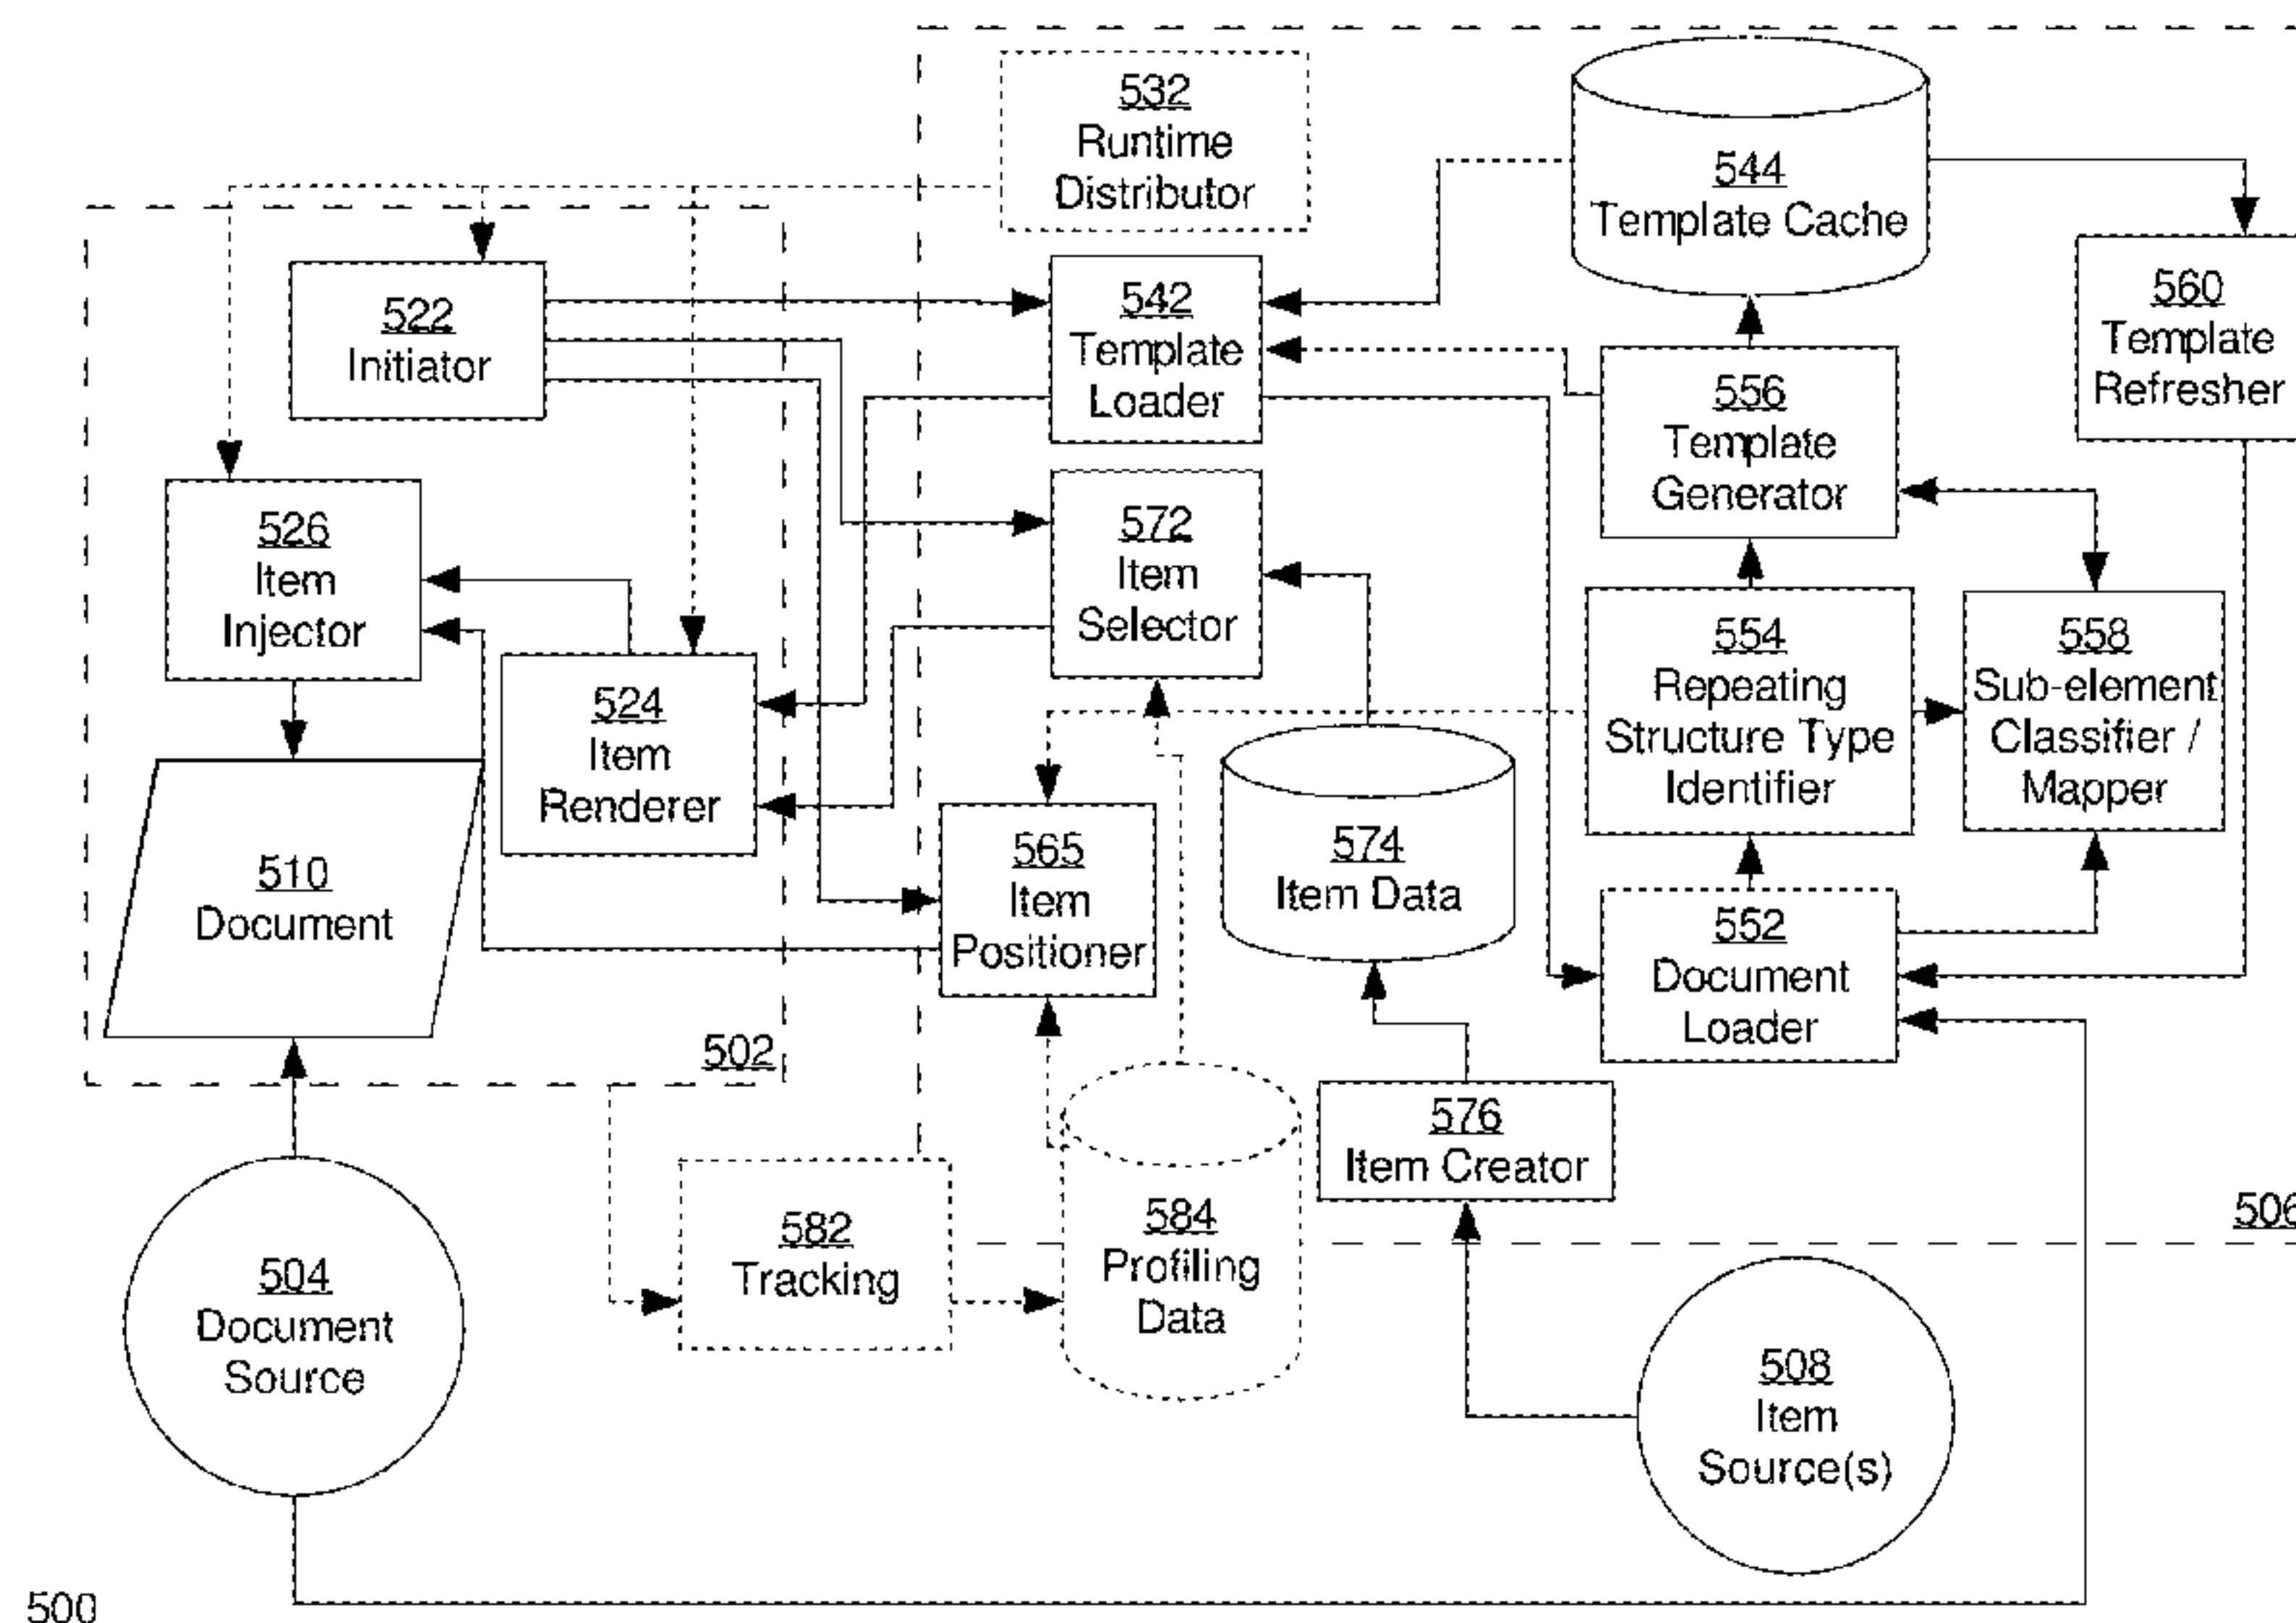 532
Runtime
Distributor
544
Template Cache
522
Initiator
542
Template
Loader
560
Template
Refresher
556
Template
Generator
526
Item
Injector
572
Item
Selector
524
Item
Renderer
554
Repeating
Structure Type
Identifier
558
Sub-element
Classifier /
Mapper
510
Document
565
Item
Positioner
574
Item Data
552
Document
Loader
502
576
Item Creator
506
504
Document
Source
582
Tracking
584
Profiling
Data
508
Item
Source(s)
500